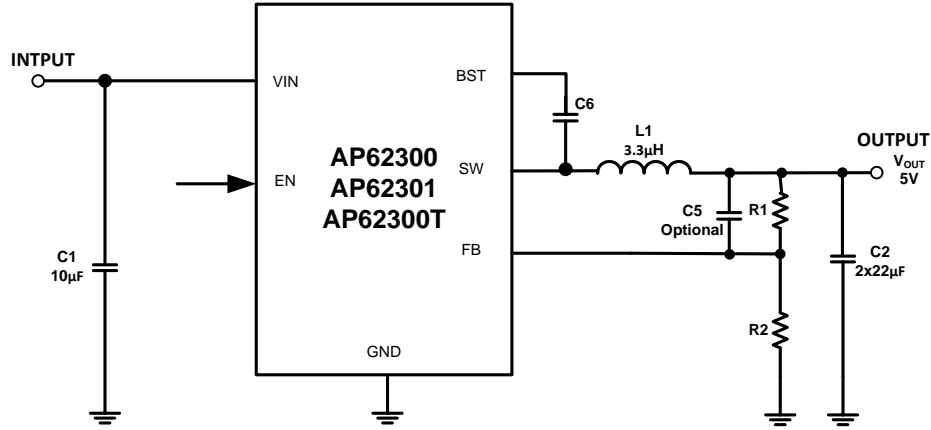 INTPUT
VIN
EN
C1
10µF
AP62300
AP62301
AP62300T
BST
SW
FB
GND
C6
L1
3.3µH
C5
Optional
R1
R2
C2
2x22µF
OUTPUT
VOUT
5V